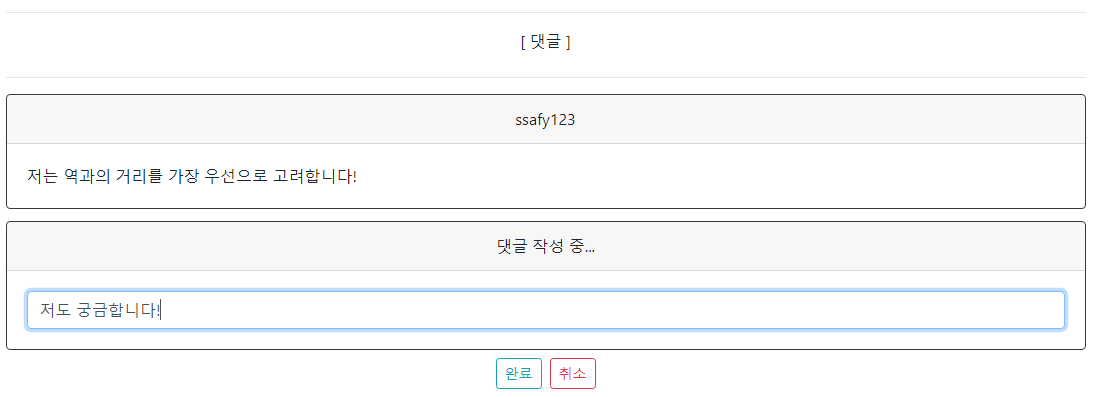 [ 댓글 ]
ssafy123
저는 역과의 거리를 가장 우선으로 고려합니다!
댓글 작성 중...
저도 궁금합니다!
완료 취소